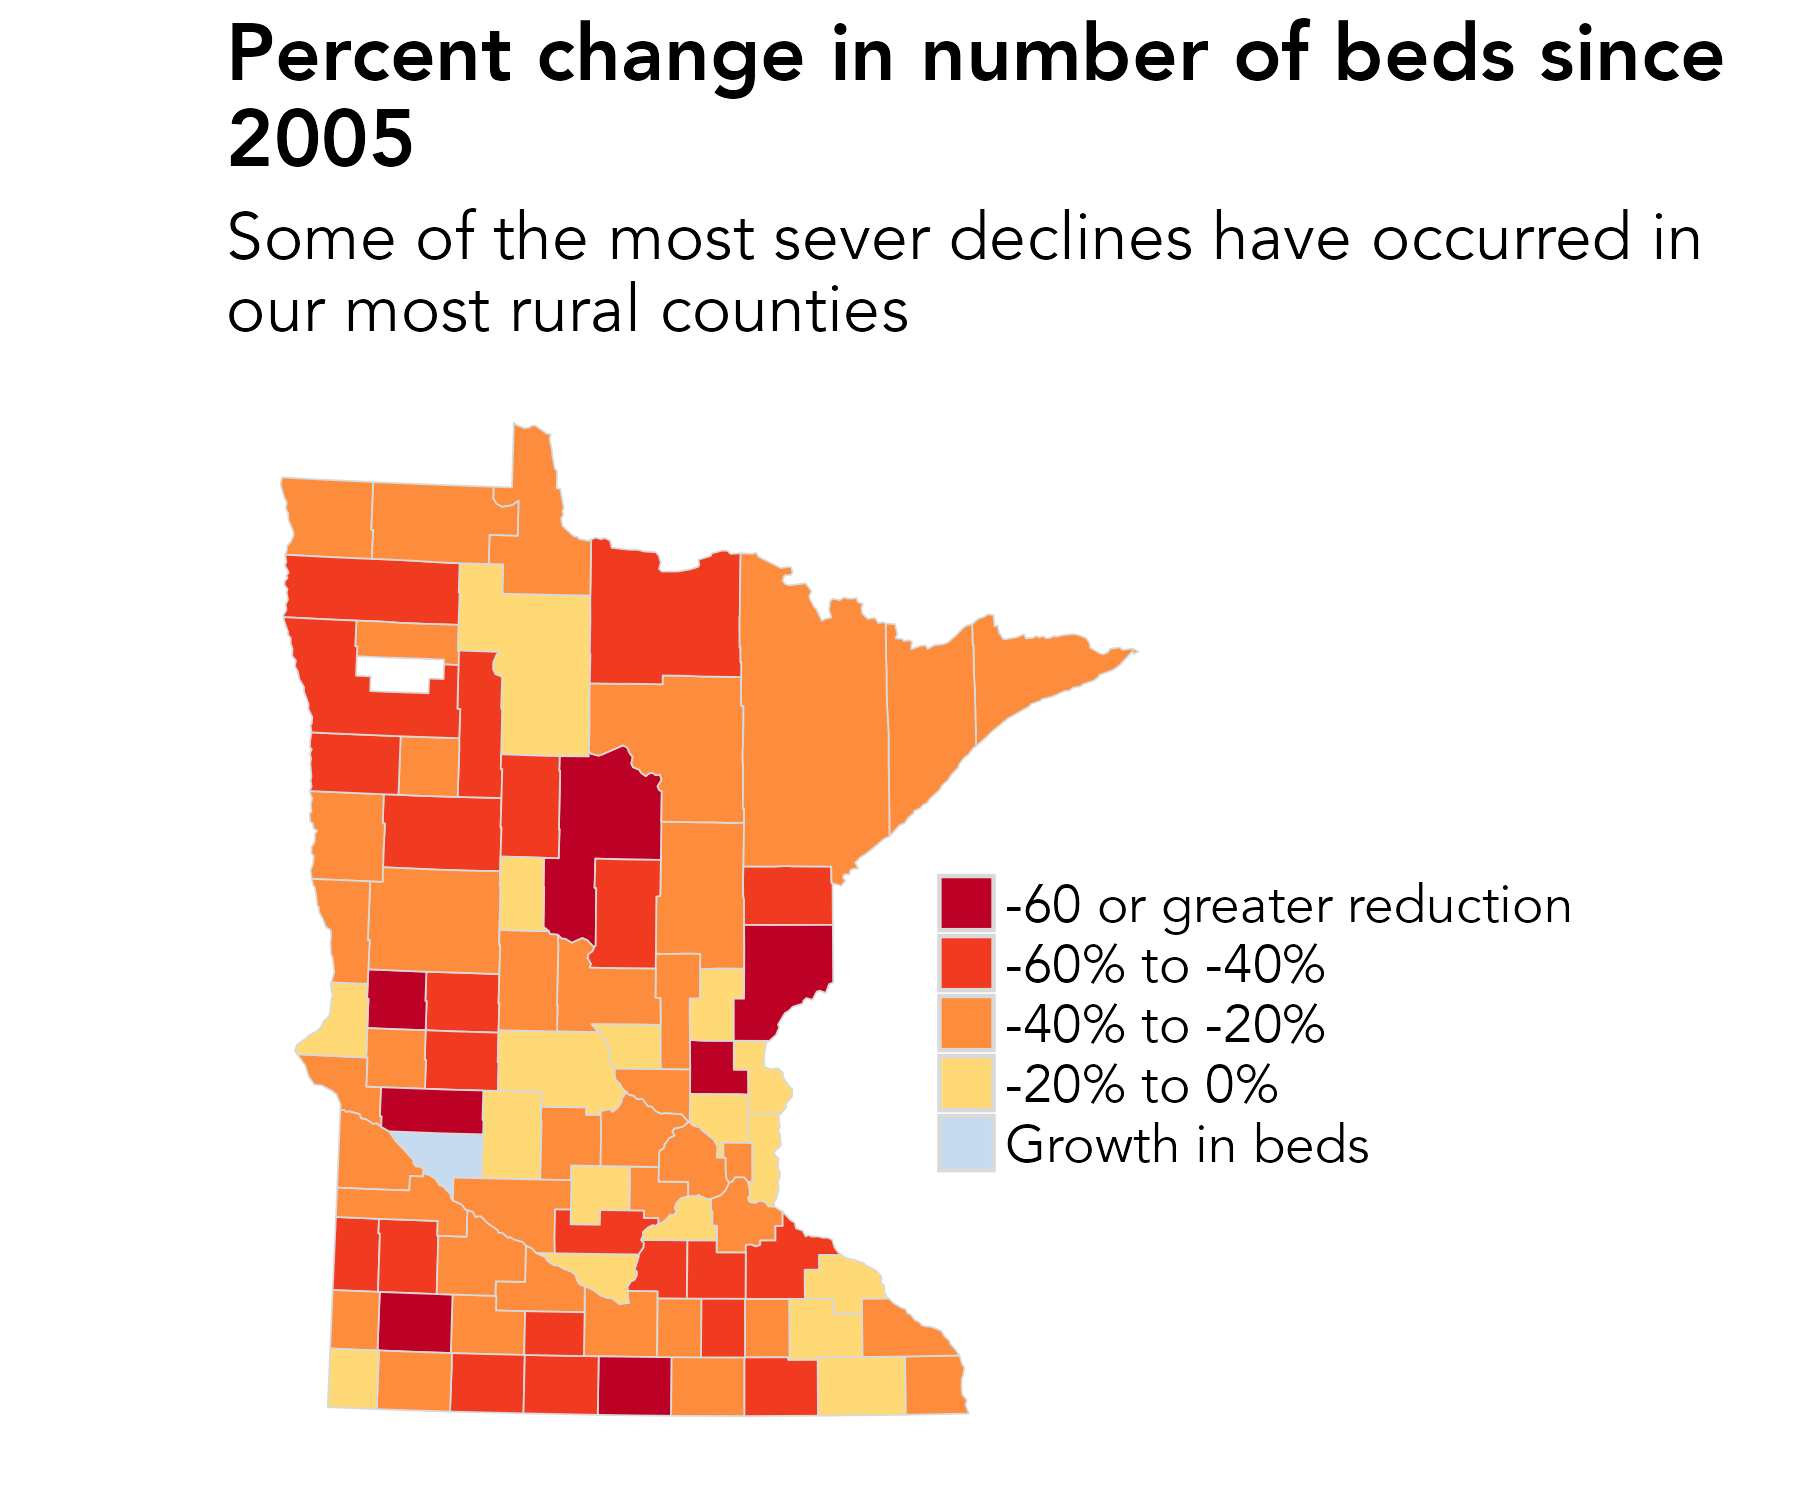 Percent change in number of beds since
2005
Some of the most sever declines have occurred in
our most rural counties
-60 or greater reduction
-60% to -40%
-40% to -20%
-20% to 0%
Growth in beds